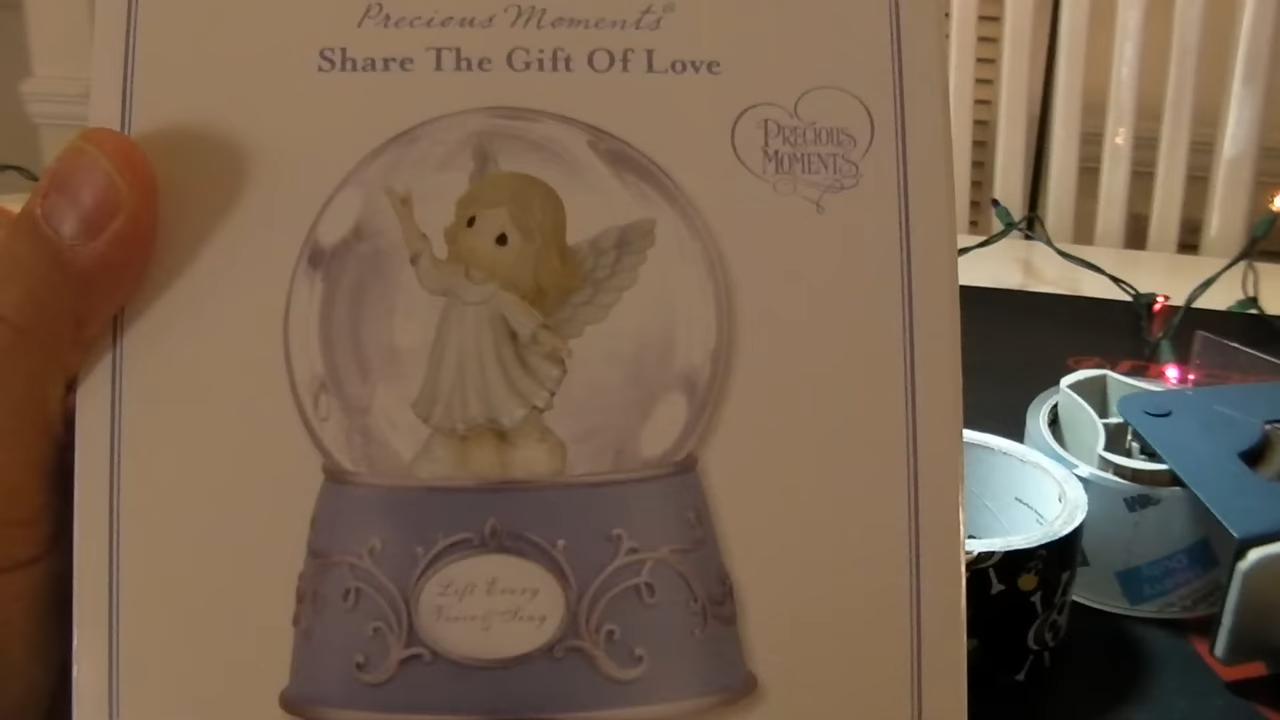 Precious Moments®
Share The Gift Of Love
PRECIOUS
MOMENTS
Lift Every
Voice & Sing